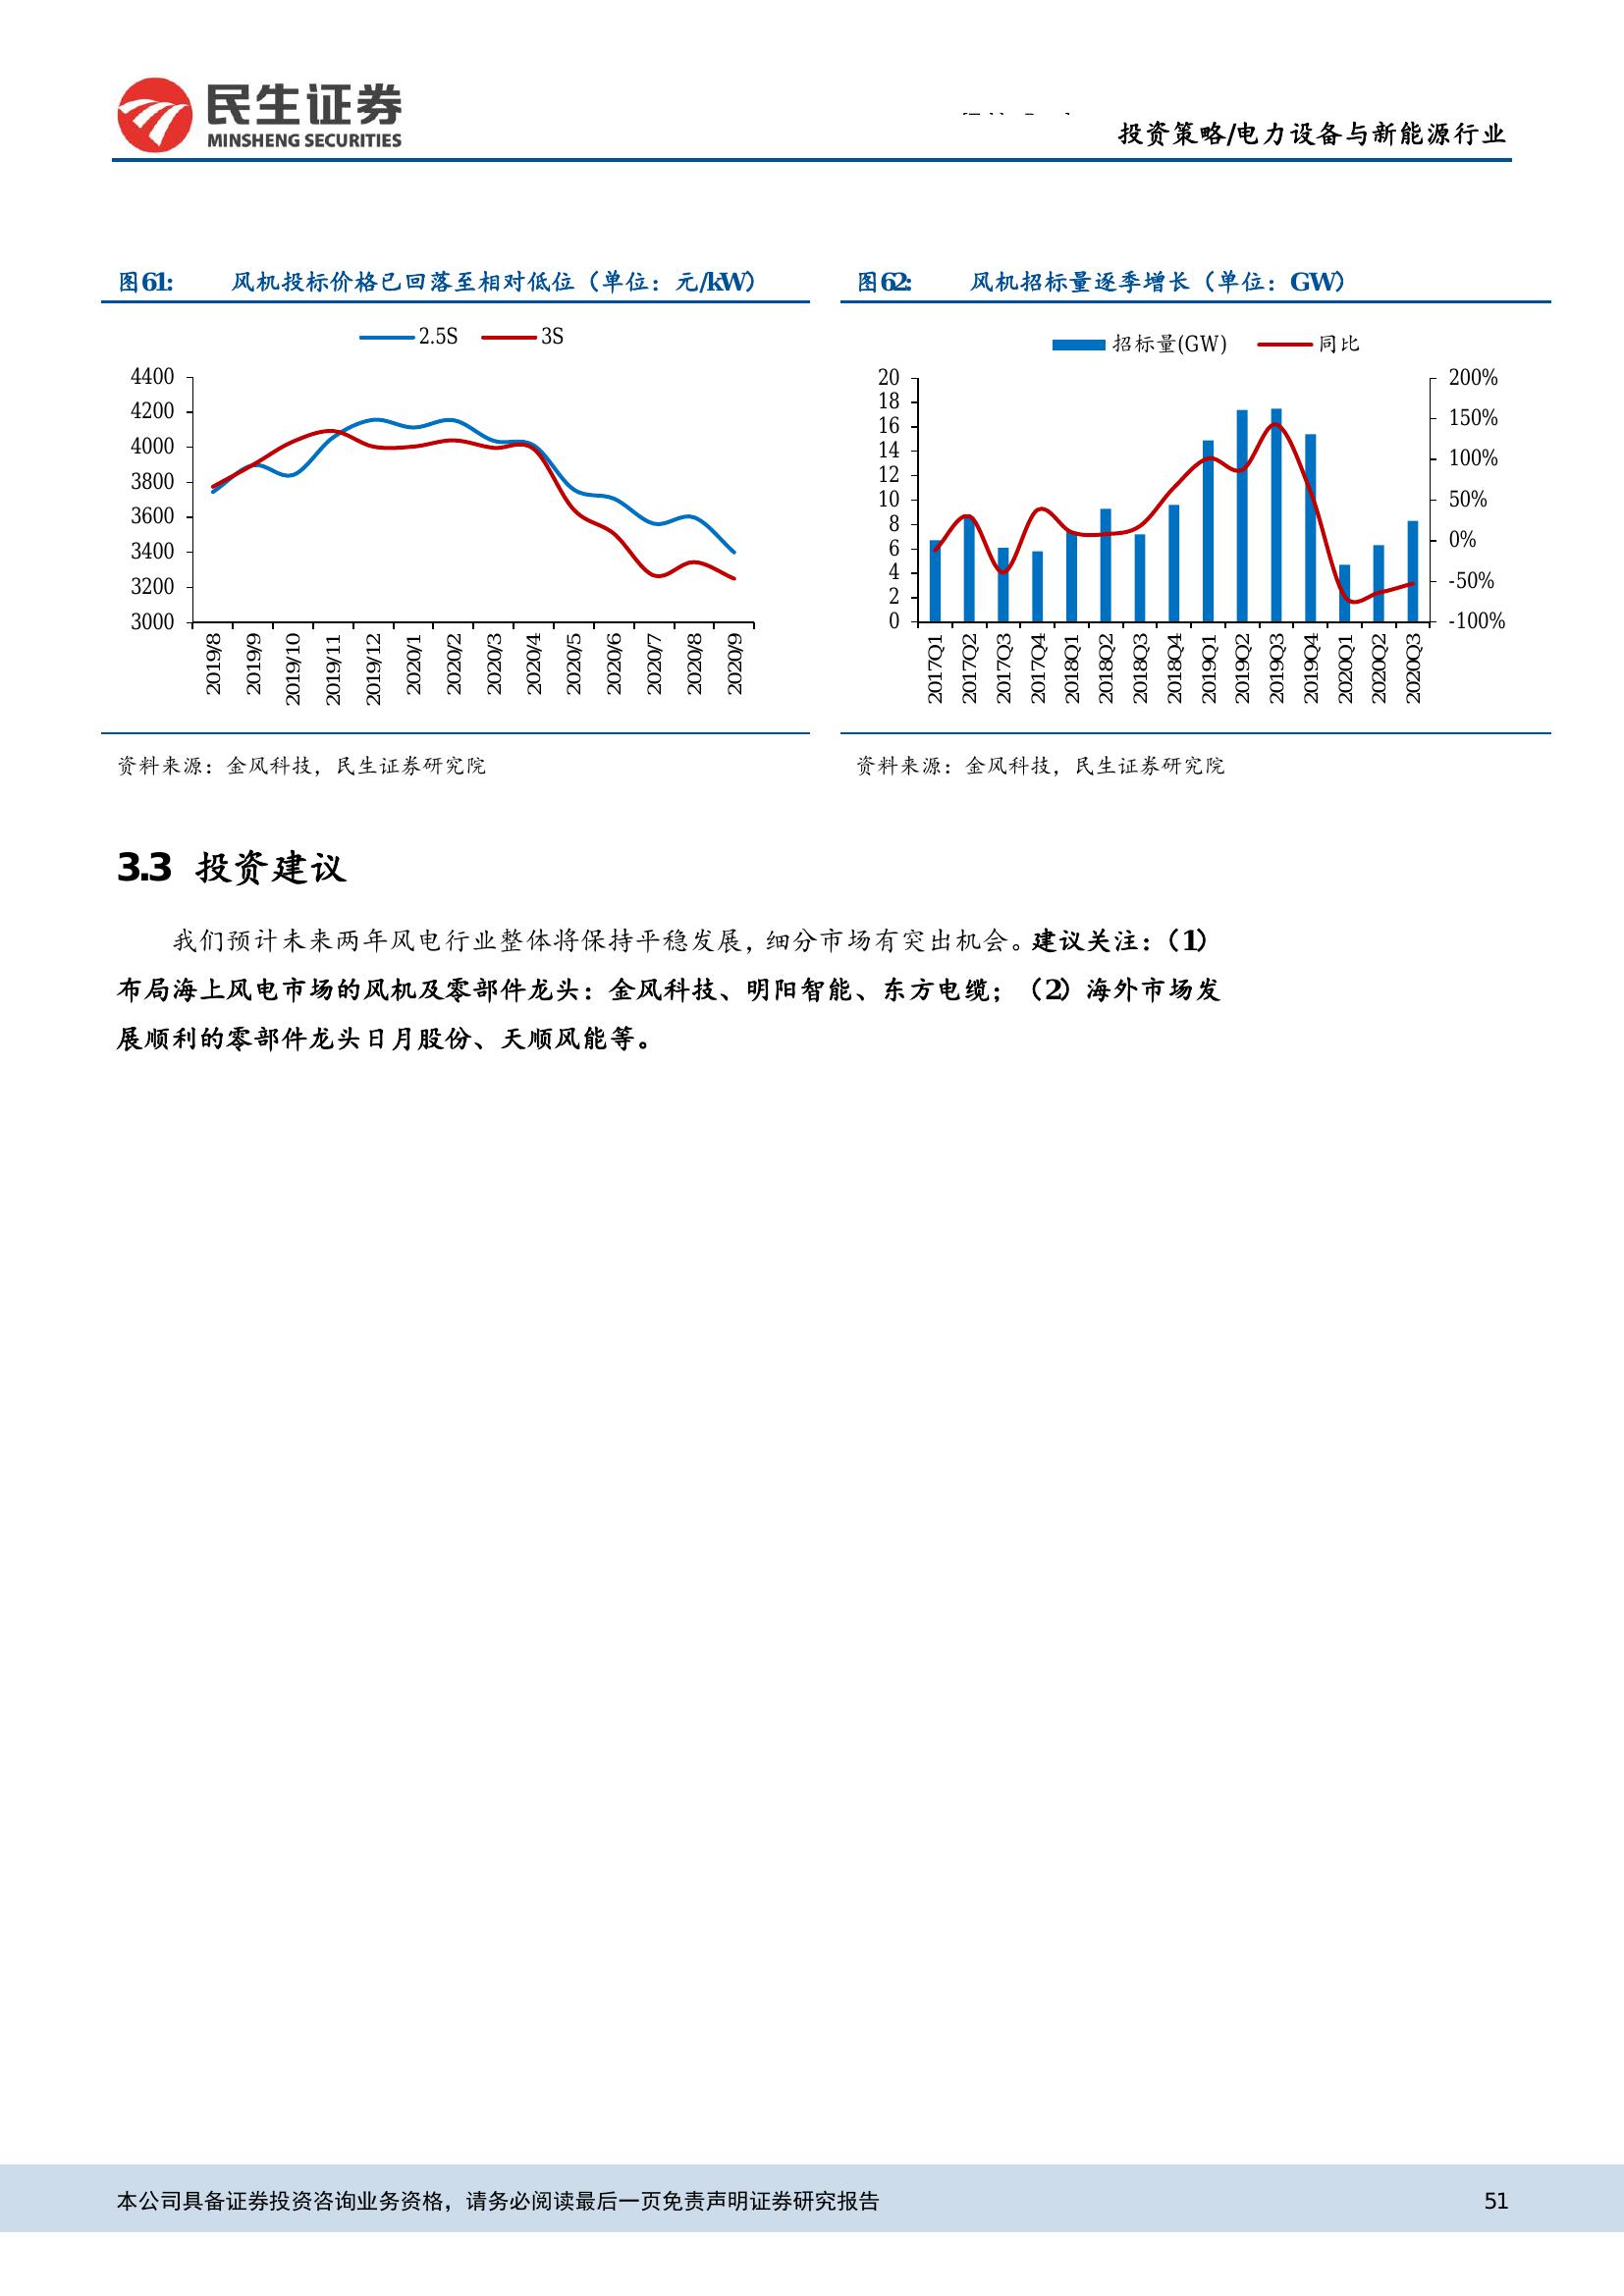 民生证券
MINSHENG SECURITIES
投资策略/电力设备与新能源行业
图61: 风机投标价格已回落至相对低位（单位：元/kW）
2.5S 3S
4400
4200
4000
3800
3600
3400
3200
3000
2019/8
2019/9
2019/10
2019/11
2019/12
2020/1
2020/2
2020/3
2020/4
2020/5
2020/6
2020/7
2020/8
2020/9
资料来源：金风科技，民生证券研究院
图62: 风机招标量逐季增长（单位：GW）
招标量(GW) 同比
20
18
16
14
12
10
8
6
4
2
0
200%
150%
100%
50%
0%
-50%
-100%
2017Q1
2017Q2
2017Q3
2017Q4
2018Q1
2018Q2
2018Q3
2018Q4
2019Q1
2019Q2
2019Q3
2019Q4
2020Q1
2020Q2
2020Q3
资料来源：金风科技，民生证券研究院
3.3 投资建议
我们预计未来两年风电行业整体将保持平稳发展，细分市场有突出机会。建议关注：（1）
布局海上风电市场的风机及零部件龙头：金风科技、明阳智能、东方电缆；（2）海外市场发
展顺利的零部件龙头日月股份、天顺风能等。
本公司具备证券投资咨询业务资格，请务必阅读最后一页免责声明证券研究报告 51